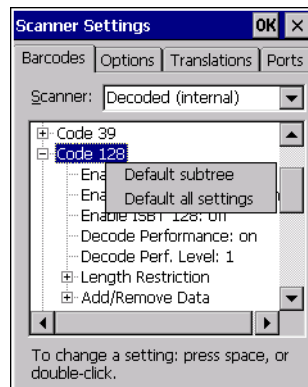 Scanner Settings OK
Barcodes Options Translations Ports
Scanner: Decoded (internal)
Code 39
Code 128
Default subtree
Default all settings
Enable ISBT 128: off
Decode Performance: on
Decode Perf. Level: 1
Length Restriction
Add/Remove Data
To change a setting: press space, or
double-click.